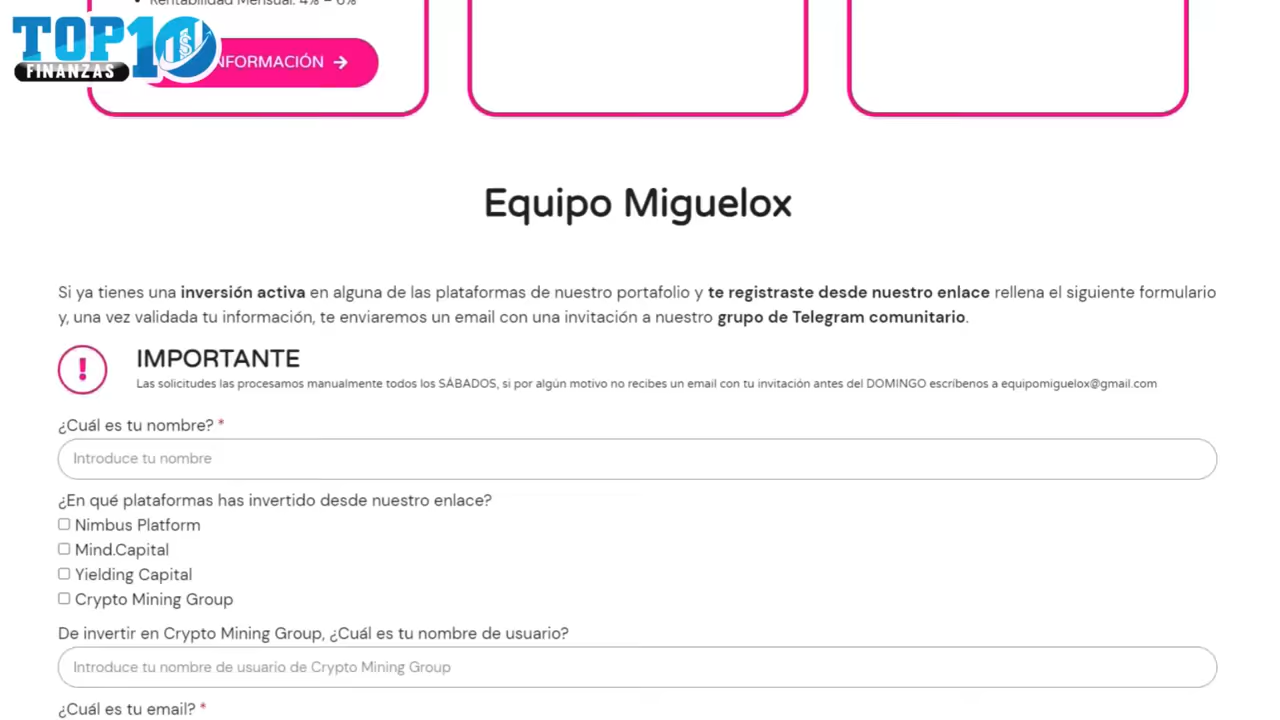 Rentabilidad Mensual: 4% – 6%
TOP10
FINANZAS
INFORMACIÓN
Equipo Miguelox
Si ya tienes una inversión activa en alguna de las plataformas de nuestro portafolio y te registraste desde nuestro enlace rellena el siguiente formulario
y, una vez validada tu información, te enviaremos un email con una invitación a nuestro grupo de Telegram comunitario.
IMPORTANTE
Las solicitudes las procesamos manualmente todos los SÁBADOS, si por algún motivo no recibes un email con tu invitación antes del DOMINGO escríbenos a equipomiguelox@gmail.com
¿Cuál es tu nombre? *
Introduce tu nombre
¿En qué plataformas has invertido desde nuestro enlace?
Nimbus Platform
Mind.Capital
Yielding Capital
Crypto Mining Group
De invertir en Crypto Mining Group, ¿Cuál es tu nombre de usuario?
Introduce tu nombre de usuario de Crypto Mining Group
¿Cuál es tu email? *